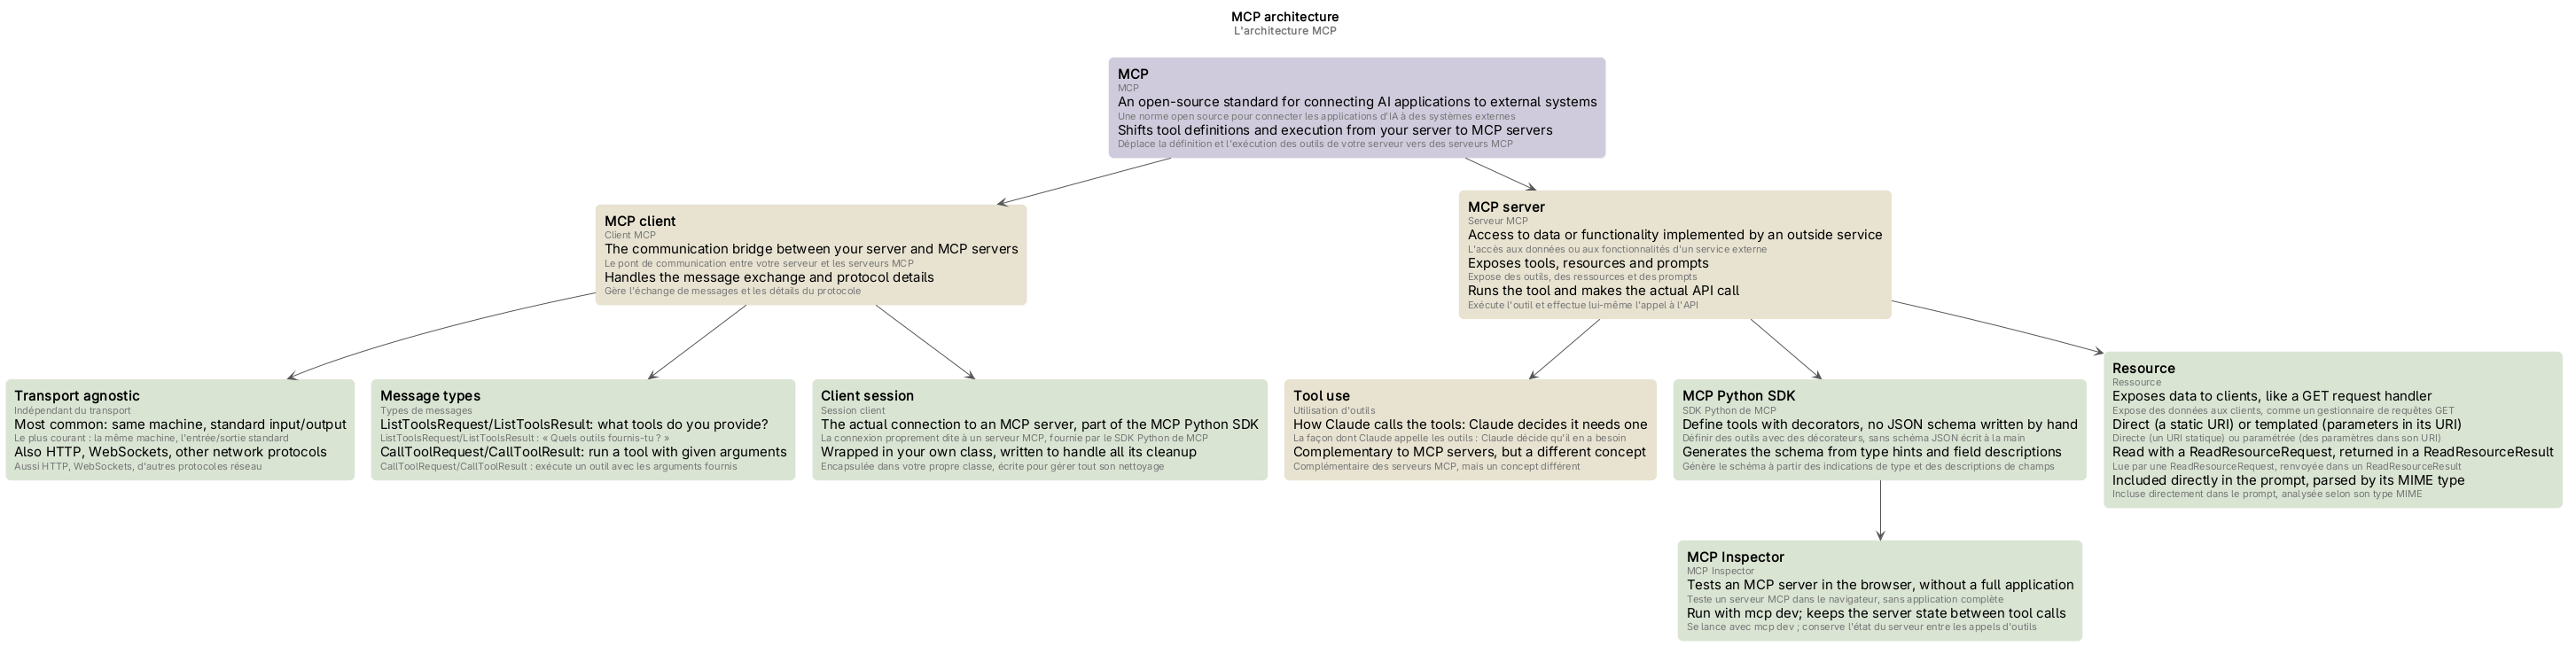 MCP architecture
L'architecture MCP
MCP
MCP
An open-source standard for connecting AI applications to external systems
Une norme open source pour connecter les applications d'IA à des systèmes externes
Shifts tool definitions and execution from your server to MCP servers
Déplace la définition et l'exécution des outils de votre serveur vers des serveurs MCP
MCP client
Client MCP
The communication bridge between your server and MCP servers
Le pont de communication entre votre serveur et les serveurs MCP
Handles the message exchange and protocol details
Gère l'échange de messages et les détails du protocole
MCP server
Serveur MCP
Access to data or functionality implemented by an outside service
L'accès aux données ou aux fonctionnalités d'un service externe
Exposes tools, resources and prompts
Expose des outils, des ressources et des prompts
Runs the tool and makes the actual API call
Exécute l'outil et effectue lui-même l'appel à l'API
Transport agnostic
Indépendant du transport
Most common: same machine, standard input/output
Le plus courant : la même machine, l'entrée/sortie standard
Also HTTP, WebSockets, other network protocols
Aussi HTTP, WebSockets, d'autres protocoles réseau
Message types
Types de messages
ListToolsRequest/ListToolsResult: what tools do you provide?
ListToolsRequest/ListToolsResult : « Quels outils fournis-tu ? »
CallToolRequest/CallToolResult: run a tool with given arguments
CallToolRequest/CallToolResult : exécute un outil avec les arguments fournis
Client session
Session client
The actual connection to an MCP server, part of the MCP Python SDK
La connexion proprement dite à un serveur MCP, fournie par le SDK Python de MCP
Wrapped in your own class, written to handle all its cleanup
Encapsulée dans votre propre classe, écrite pour gérer tout son nettoyage
Tool use
Utilisation d'outils
How Claude calls the tools: Claude decides it needs one
La façon dont Claude appelle les outils : Claude décide qu'il en a besoin
Complementary to MCP servers, but a different concept
Complémentaire des serveurs MCP, mais un concept différent
MCP Python SDK
SDK Python de MCP
Define tools with decorators, no JSON schema written by hand
Définir des outils avec des décorateurs, sans schéma JSON écrit à la main
Generates the schema from type hints and field descriptions
Génère le schéma à partir des indications de type et des descriptions de champs
Resource
Ressource
Exposes data to clients, like a GET request handler
Expose des données aux clients, comme un gestionnaire de requêtes GET
Direct (a static URI) or templated (parameters in its URI)
Directe (un URI statique) ou paramétrée (des paramètres dans son URI)
Read with a ReadResourceRequest, returned in a ReadResourceResult
Lue par une ReadResourceRequest, renvoyée dans un ReadResourceResult
Included directly in the prompt, parsed by its MIME type
Incluse directement dans le prompt, analysée selon son type MIME
MCP Inspector
MCP Inspector
Tests an MCP server in the browser, without a full application
Teste un serveur MCP dans le navigateur, sans application complète
Run with mcp dev; keeps the server state between tool calls
Se lance avec mcp dev ; conserve l'état du serveur entre les appels d'outils